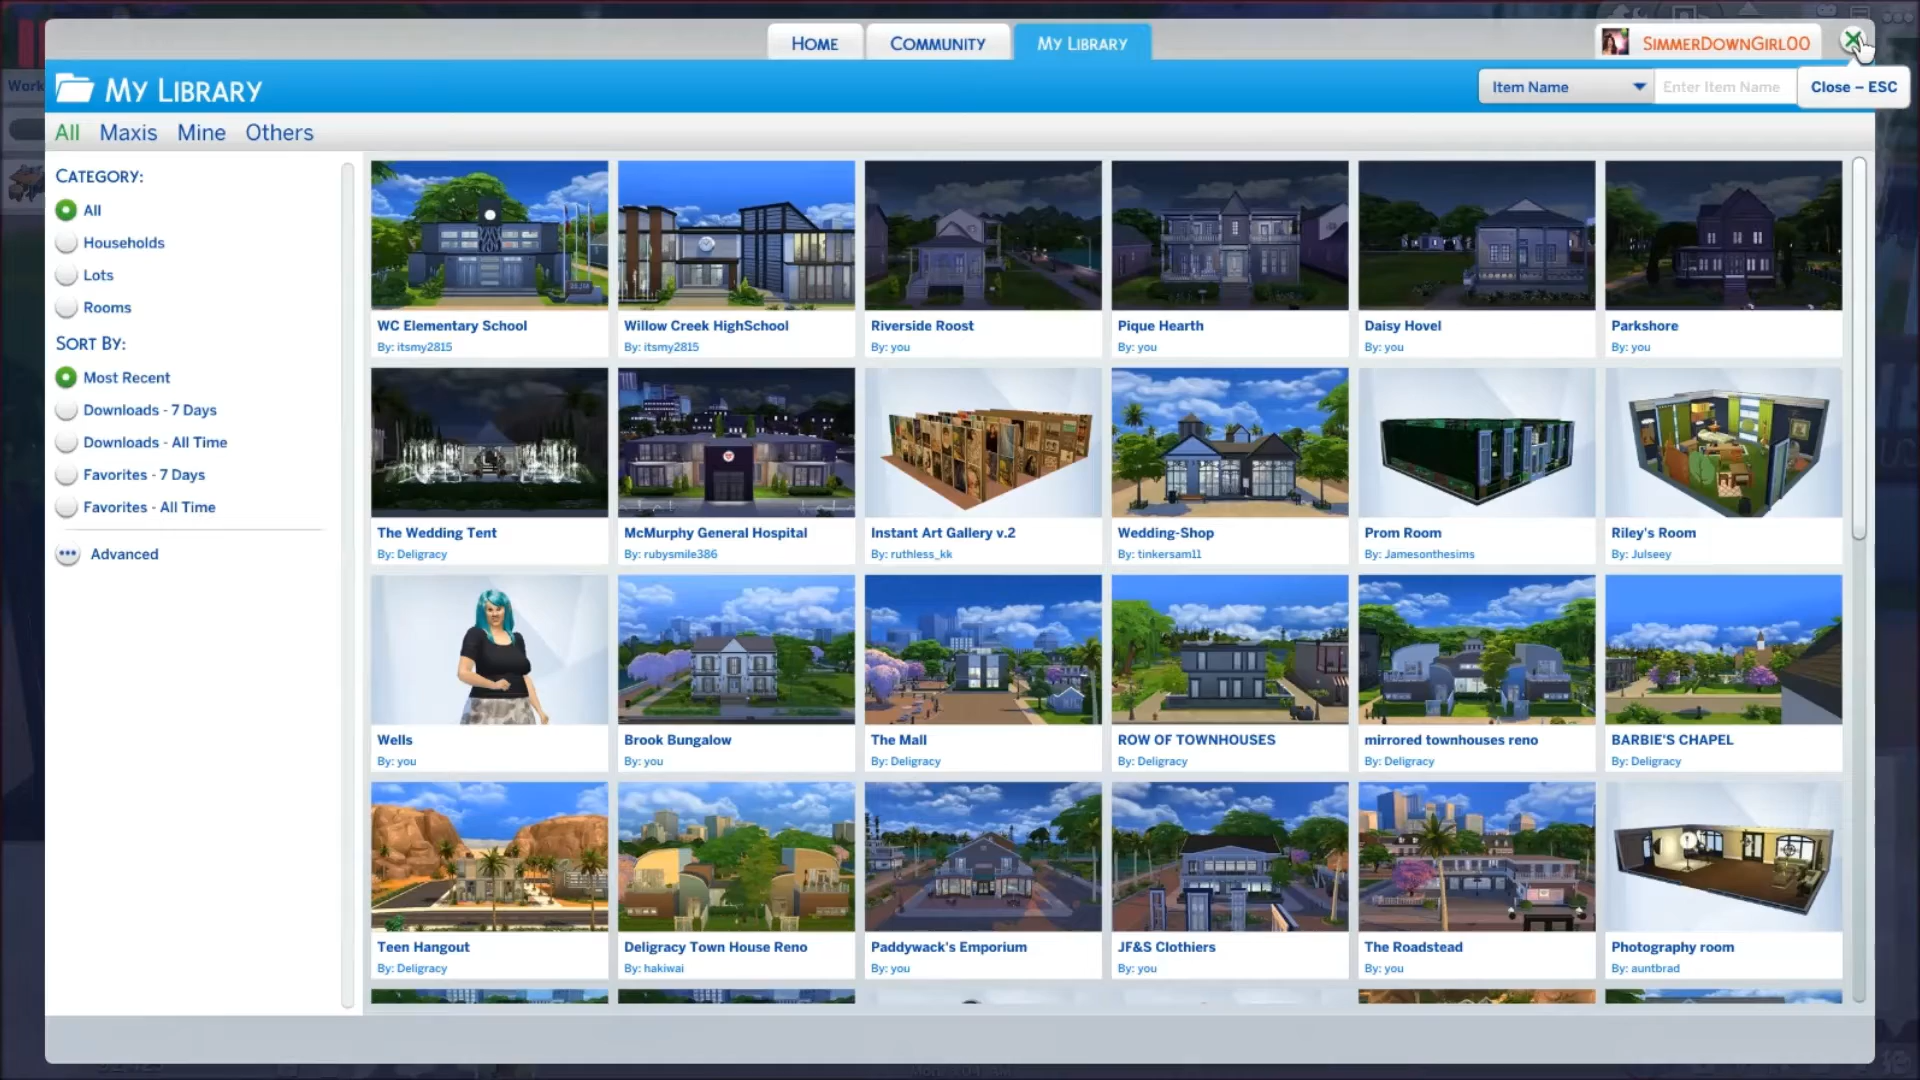 HOME
COMMUNITY
MY LIBRARY
SIMMERDOWNGIRL00
Work
MY LIBRARY
Item Name
Enter Item Name
Close – ESC
All
Maxis
Mine
Others
CATEGORY:
All
Households
Lots
Rooms
SORT BY:
Most Recent
Downloads - 7 Days
Downloads - All Time
Favorites - 7 Days
Favorites - All Time
Advanced
WC Elementary School
By: itsmy2815
Willow Creek HighSchool
By: itsmy2815
Riverside Roost
By: you
Pique Hearth
By: you
Daisy Hovel
By: you
Parkshore
By: you
The Wedding Tent
By: Deligracy
McMurphy General Hospital
By: rubysmile386
Instant Art Gallery v.2
By: ruthless_kk
Wedding-Shop
By: tinkersam11
Prom Room
By: Jamesonthesims
Riley's Room
By: Julseey
Wells
By: you
Brook Bungalow
By: you
The Mall
By: Deligracy
ROW OF TOWNHOUSES
By: Deligracy
mirrored townhouses reno
By: Deligracy
BARBIE'S CHAPEL
By: Deligracy
Teen Hangout
By: Deligracy
Deligracy Town House Reno
By: hakiwai
Paddywack's Emporium
By: you
JF&S Clothiers
By: you
The Roadstead
By: you
Photography room
By: auntbrad